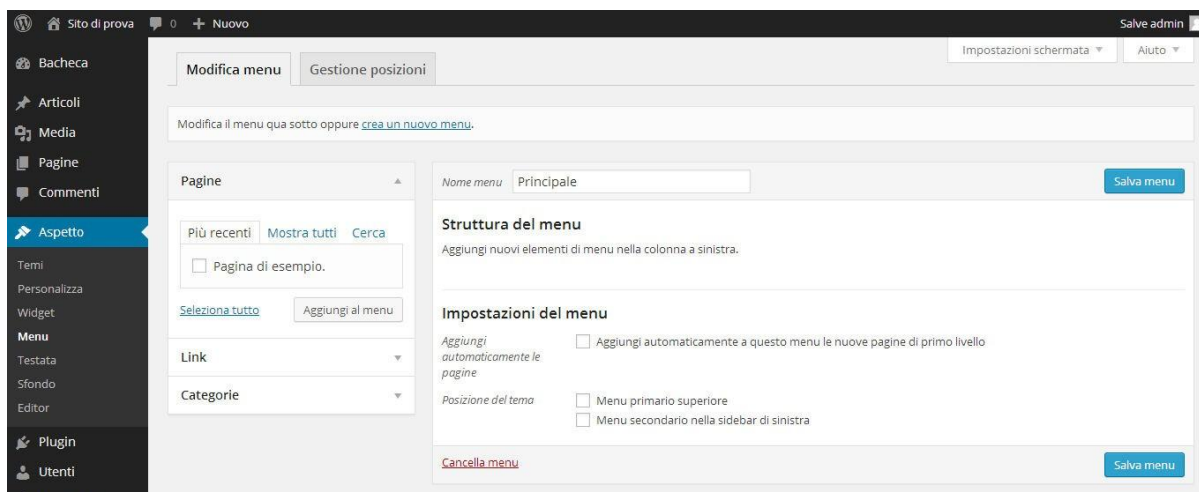 Sito di prova 0 + Nuovo Salve admin
Impostazioni schermata Aiuto
Bacheca
Articoli
Media
Pagine
Commenti
Aspetto
Temi
Personalizza
Widget
Menu
Testata
Sfondo
Editor
Plugin
Utenti
Modifica menu Gestione posizioni
Modifica il menu qua sotto oppure crea un nuovo menu.
Pagine
Più recenti Mostra tutti Cerca
Pagina di esempio.
Seleziona tutto Aggiungi al menu
Link
Categorie
Nome menu Principale Salva menu
Struttura del menu
Aggiungi nuovi elementi di menu nella colonna a sinistra.
Impostazioni del menu
Aggiungi
automaticamente le
pagine
Aggiungi automaticamente a questo menu le nuove pagine di primo livello
Posizione del tema
Menu primario superiore
Menu secondario nella sidebar di sinistra
Cancella menu Salva menu